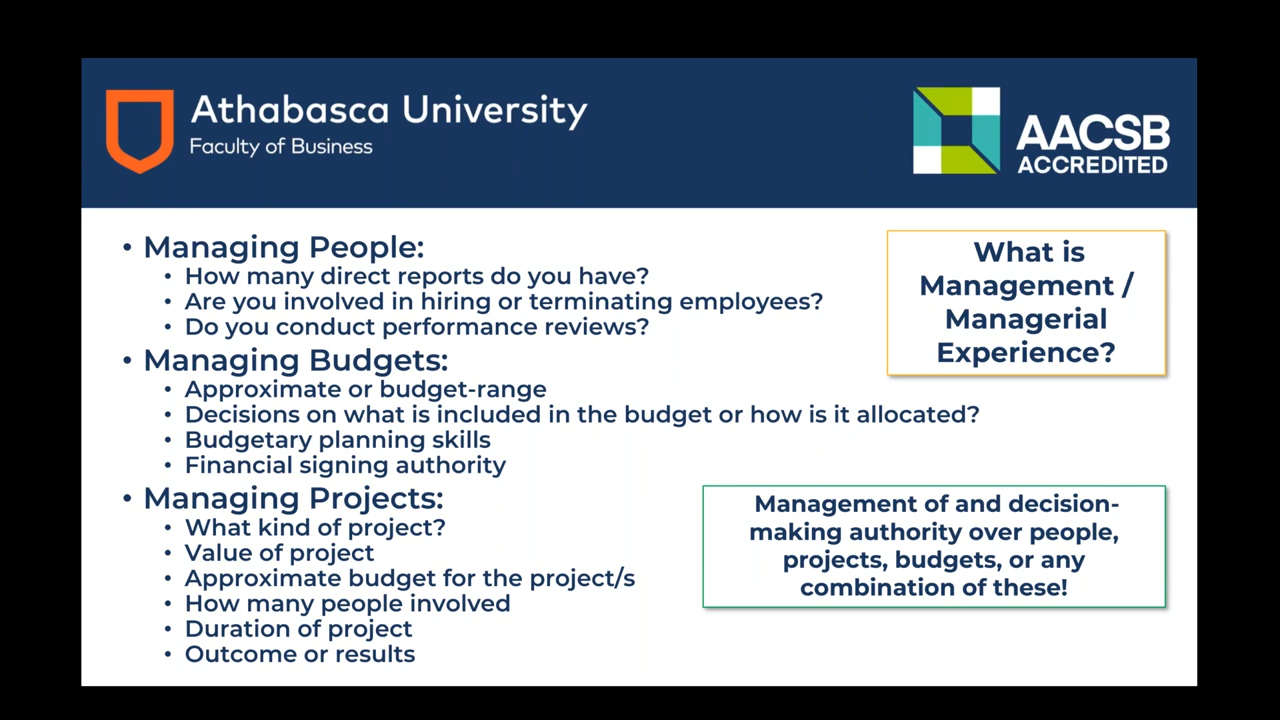 Athabasca University
Faculty of Business
AACSB
ACCREDITED
• Managing People:
• How many direct reports do you have?
• Are you involved in hiring or terminating employees?
• Do you conduct performance reviews?
• Managing Budgets:
• Approximate or budget-range
• Decisions on what is included in the budget or how is it allocated?
• Budgetary planning skills
• Financial signing authority
• Managing Projects:
• What kind of project?
• Value of project
• Approximate budget for the project/s
• How many people involved
• Duration of project
• Outcome or results
What is
Management /
Managerial
Experience?
Management of and decision-
making authority over people,
projects, budgets, or any
combination of these!